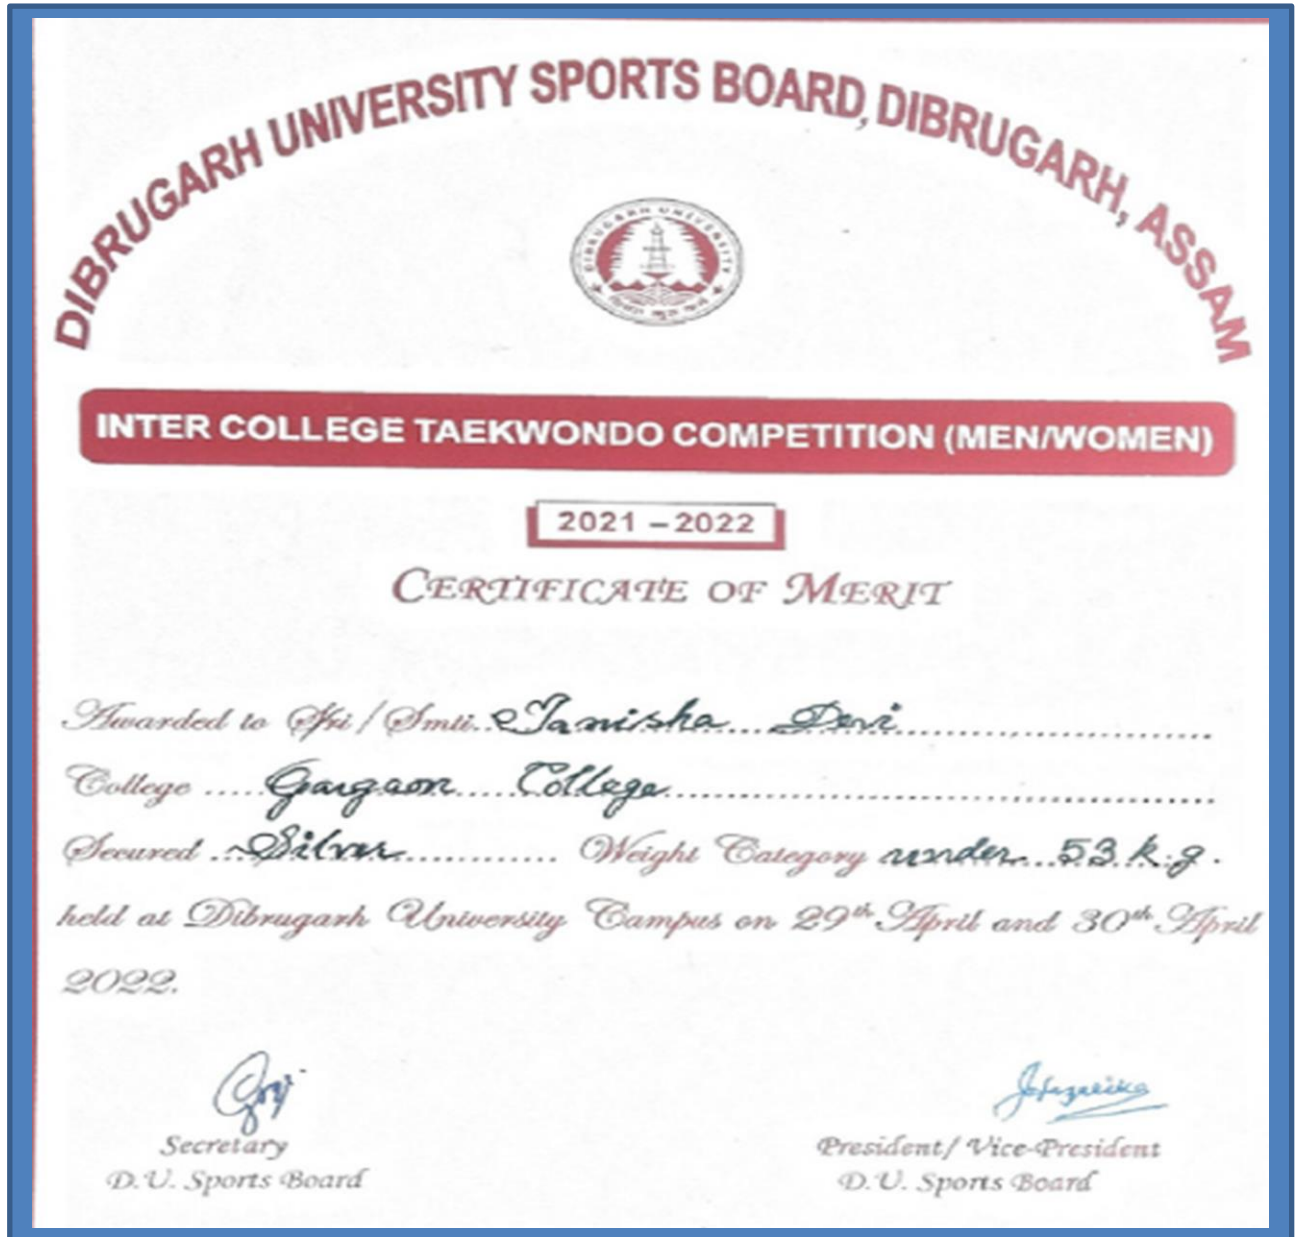 DIBRUGARH UNIVERSITY SPORTS BOARD, DIBRUGARH, ASSAM
DIBRUGARH UNIVERSITY
INTER COLLEGE TAEKWONDO COMPETITION (MEN/WOMEN)
2021 – 2022
CERTIFICATE OF MERIT
Awarded to Sri / Smti. Tanisha Devi
College Gargaon College
Secured Silver Weight Category under 53 k.g.
held at Dibrugarh University Campus on 29th April and 30th April
2022.
Secretary
D.U. Sports Board
President/ Vice-President
D.U. Sports Board